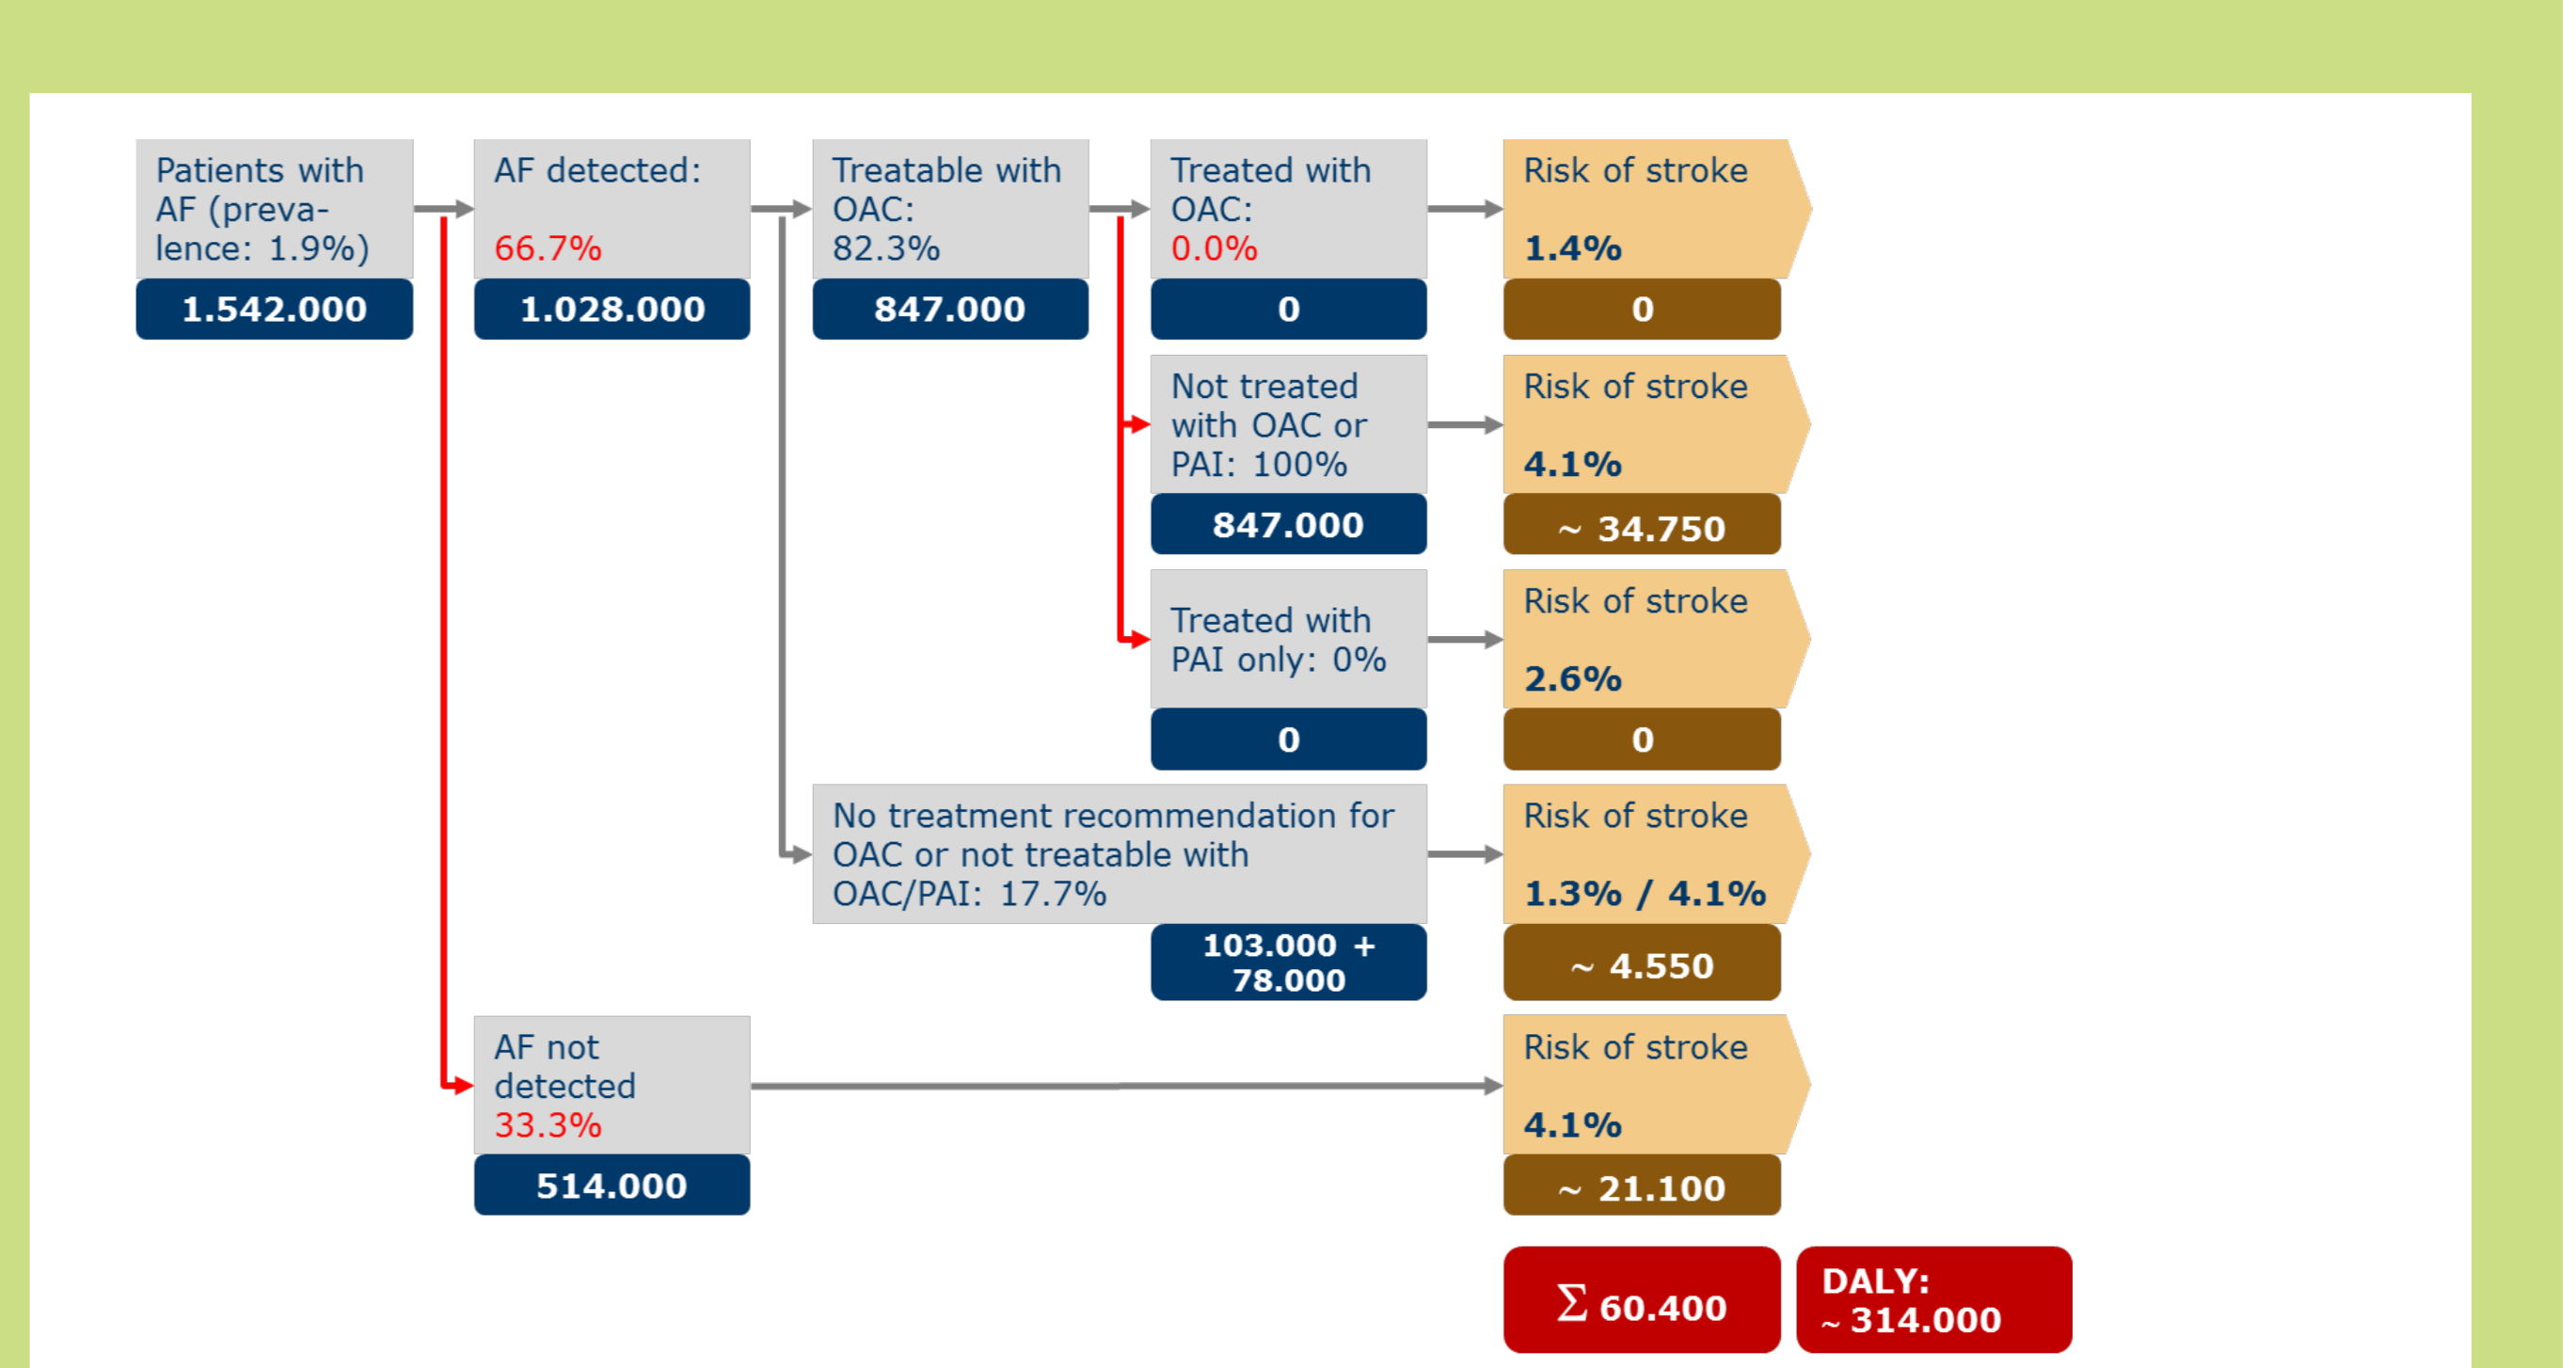 Patients with
AF (preva-
lence: 1.9%)
1.542.000
AF detected:
66.7%
1.028.000
Treatable with
OAC:
82.3%
847.000
Treated with
OAC:
0.0%
0
Risk of stroke
1.4%
0
Not treated
with OAC or
PAI: 100%
847.000
Risk of stroke
4.1%
~ 34.750
Treated with
PAI only: 0%
0
Risk of stroke
2.6%
0
No treatment recommendation for
OAC or not treatable with
OAC/PAI: 17.7%
103.000 +
78.000
Risk of stroke
1.3% / 4.1%
~ 4.550
AF not
detected
33.3%
514.000
Risk of stroke
4.1%
~ 21.100
Σ 60.400
DALY:
~ 314.000